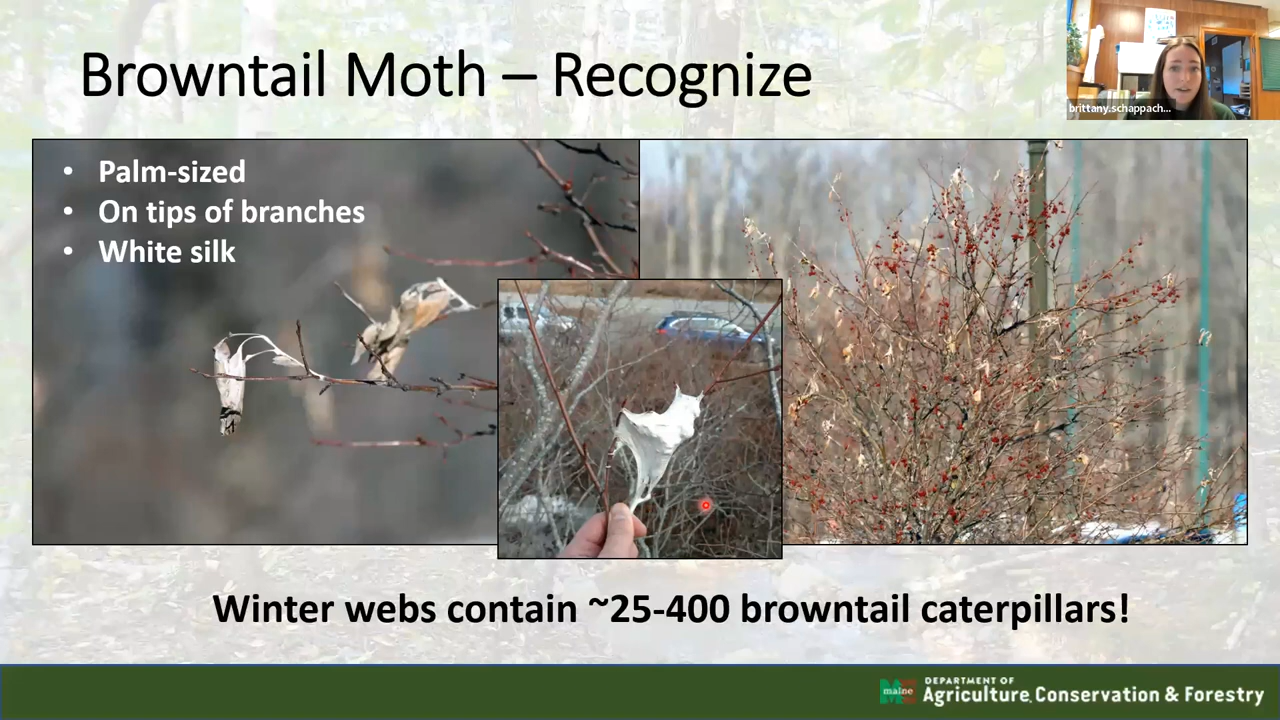 Browntail Moth – Recognize
brittany.schappach...
• Palm-sized
• On tips of branches
• White silk
Winter webs contain ~25-400 browntail caterpillars!
maine
DEPARTMENT OF
Agriculture, Conservation & Forestry